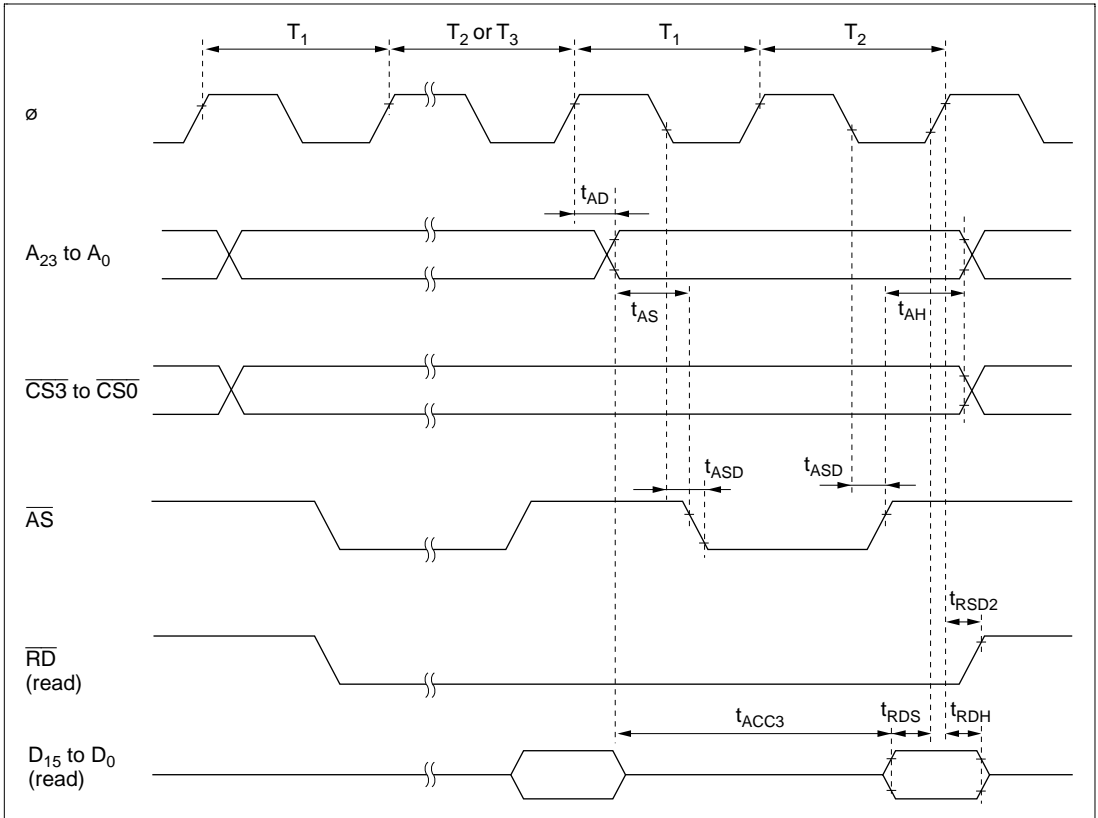 T1 T2 or T3 T1 T2
ø
tAD
A23 to A0
tAS tAH
CS3 to CS0
tASD tASD
AS
tRSD2
RD
(read)
tACC3 tRDS tRDH
D15 to D0
(read)